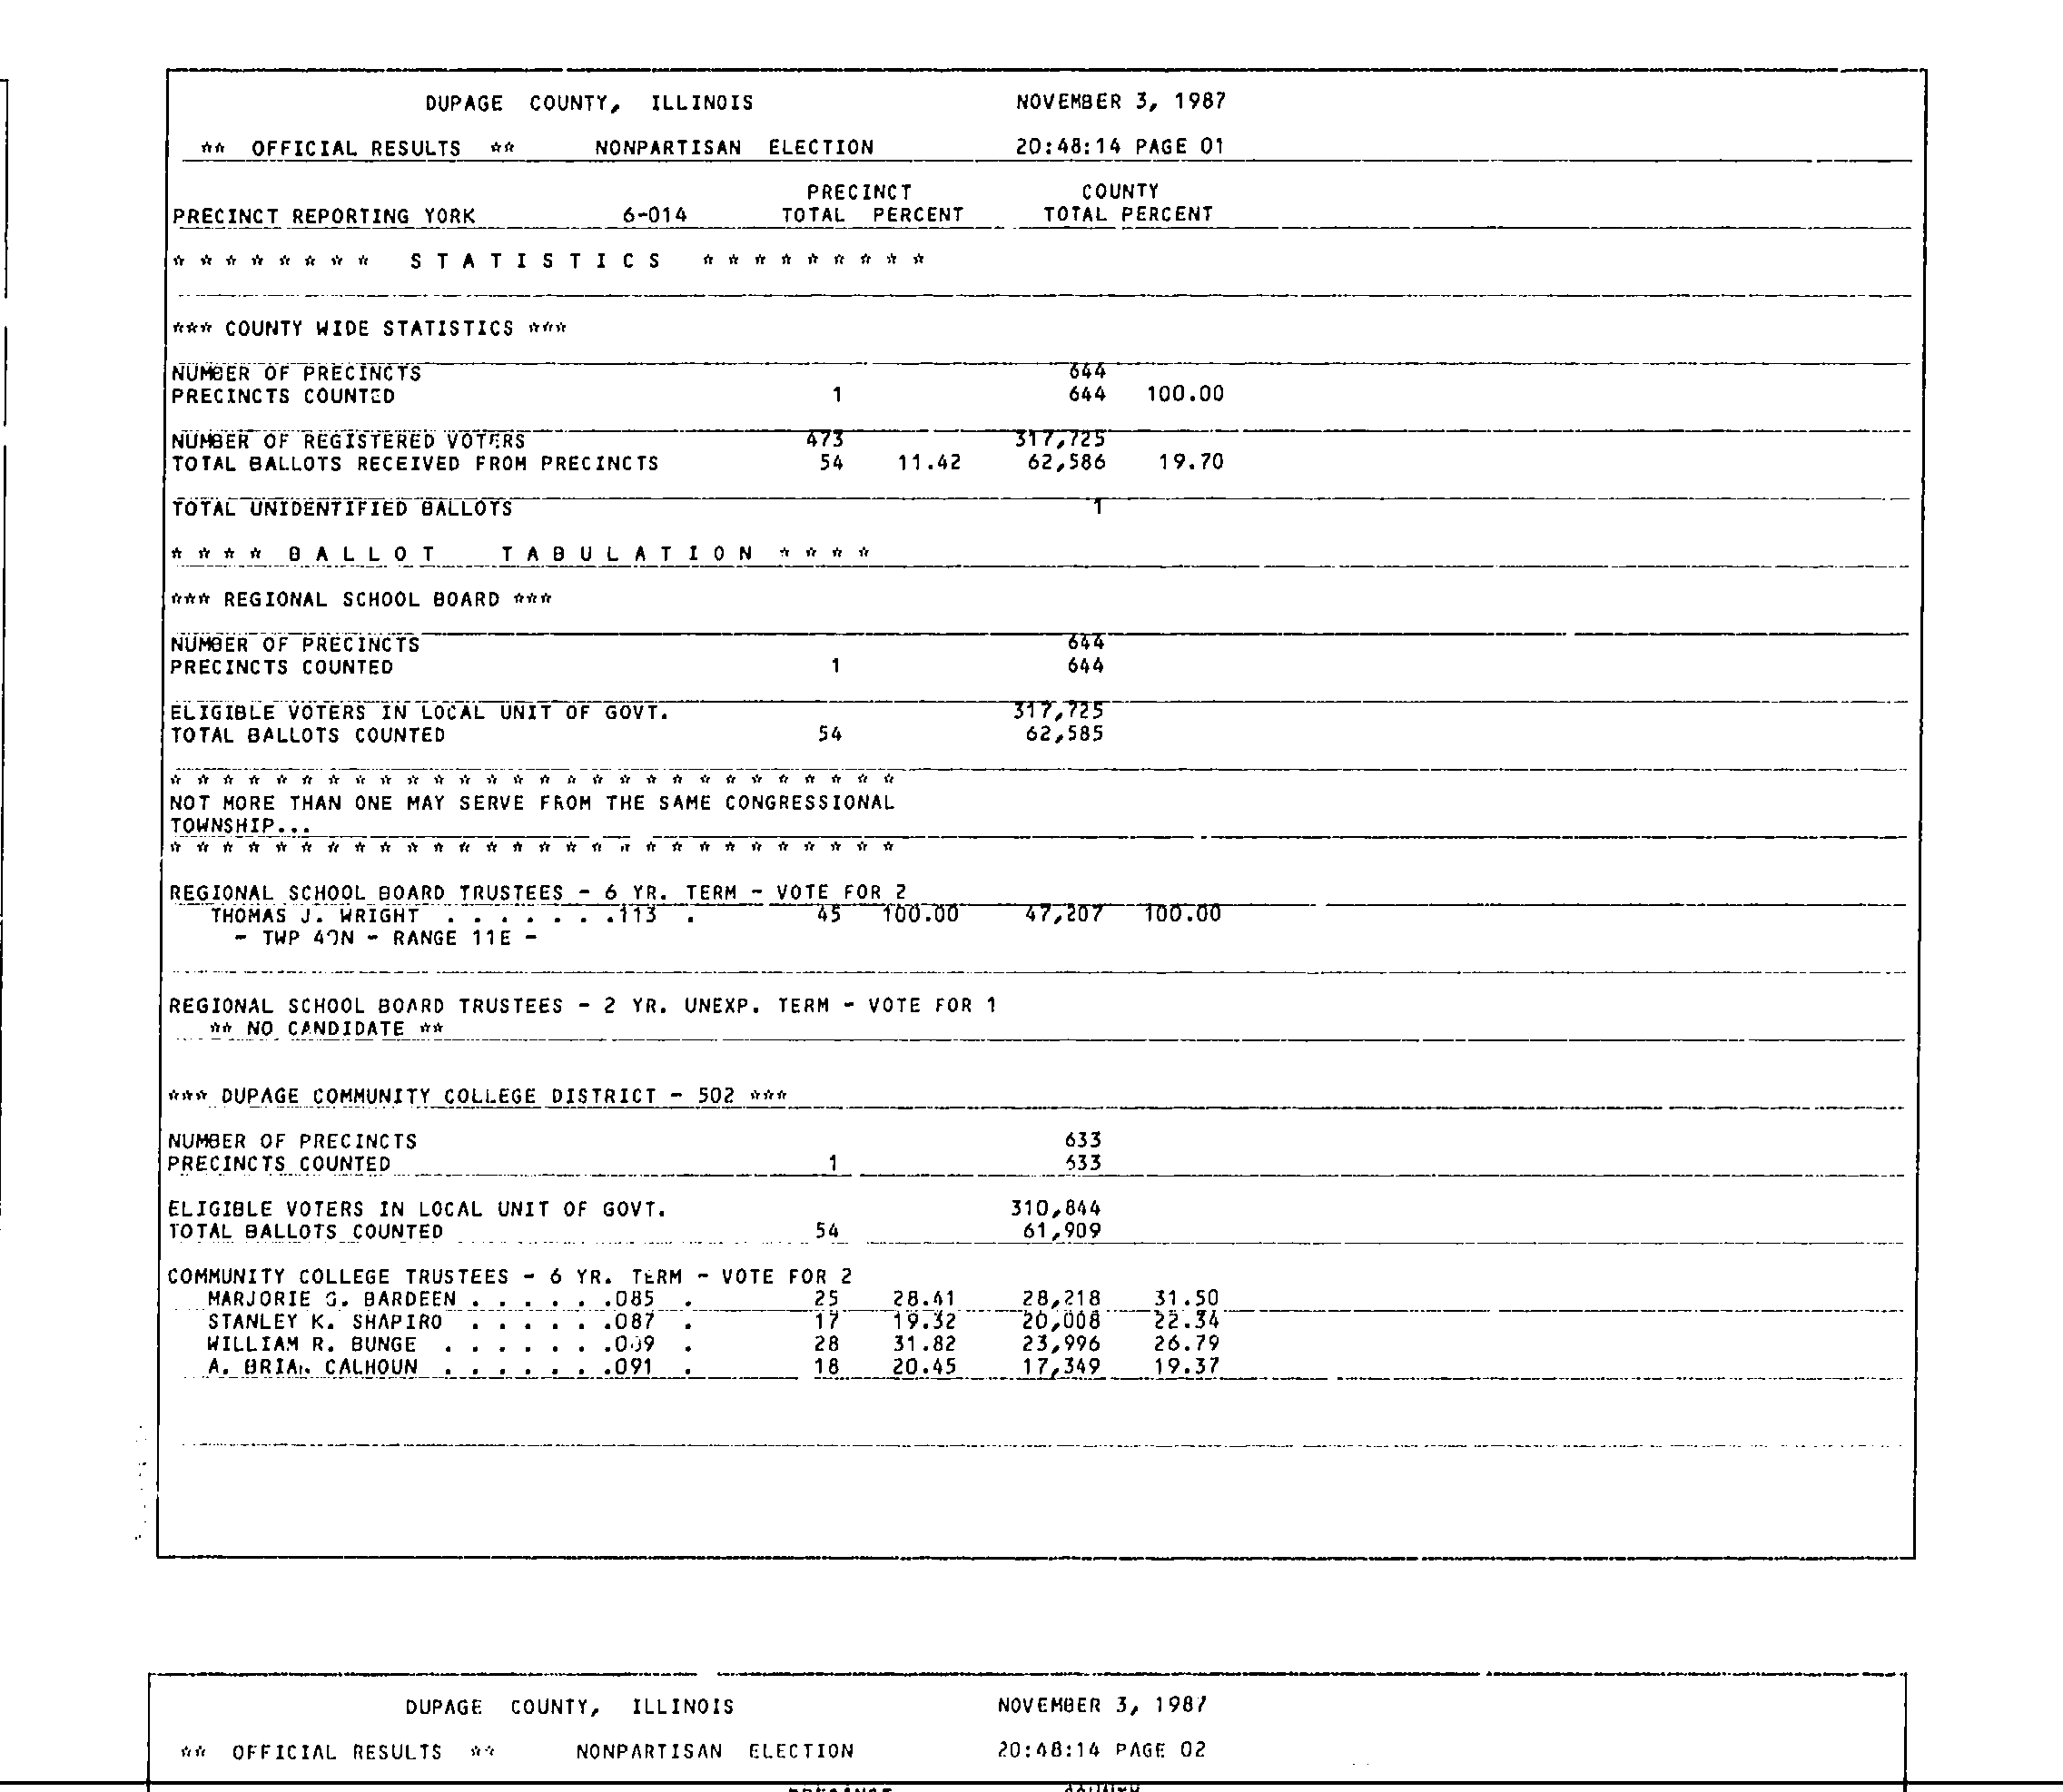 DUPAGE COUNTY, ILLINOIS NOVEMBER 3, 1987
** OFFICIAL RESULTS ** NONPARTISAN ELECTION 20:48:14 PAGE 01
PRECINCT COUNTY
PRECINCT REPORTING YORK 6-014 TOTAL PERCENT TOTAL PERCENT
* * * * * * * * S T A T I S T I C S * * * * * * * * *
*** COUNTY WIDE STATISTICS ***
NUMBER OF PRECINCTS 644
PRECINCTS COUNTED 1 644 100.00
NUMBER OF REGISTERED VOTERS 473 317,725
TOTAL BALLOTS RECEIVED FROM PRECINCTS 54 11.42 62,586 19.70
TOTAL UNIDENTIFIED BALLOTS 1
* * * * B A L L O T T A B U L A T I O N * * * *
*** REGIONAL SCHOOL BOARD ***
NUMBER OF PRECINCTS 644
PRECINCTS COUNTED 1 644
ELIGIBLE VOTERS IN LOCAL UNIT OF GOVT. 317,725
TOTAL BALLOTS COUNTED 54 62,585
* * * * * * * * * * * * * * * * * * * * * * * * * * * *
NOT MORE THAN ONE MAY SERVE FROM THE SAME CONGRESSIONAL
TOWNSHIP...
* * * * * * * * * * * * * * * * * * * * * * * * * * * *
REGIONAL SCHOOL BOARD TRUSTEES - 6 YR. TERM - VOTE FOR 2
THOMAS J. WRIGHT . . . . . . .113 . 45 100.00 47,207 100.00
- TWP 40N - RANGE 11E -
REGIONAL SCHOOL BOARD TRUSTEES - 2 YR. UNEXP. TERM - VOTE FOR 1
** NO CANDIDATE **
*** DUPAGE COMMUNITY COLLEGE DISTRICT - 502 ***
NUMBER OF PRECINCTS 633
PRECINCTS COUNTED 1 633
ELIGIBLE VOTERS IN LOCAL UNIT OF GOVT. 310,844
TOTAL BALLOTS COUNTED 54 61,909
COMMUNITY COLLEGE TRUSTEES - 6 YR. TERM - VOTE FOR 2
MARJORIE G. BARDEEN . . . . . .085 . 25 28.41 28,218 31.50
STANLEY K. SHAPIRO . . . . . .087 . 17 19.32 20,008 22.34
WILLIAM R. BUNGE . . . . . . .089 . 28 31.82 23,996 26.79
A. BRIAN CALHOUN . . . . . . .091 . 18 20.45 17,349 19.37
DUPAGE COUNTY, ILLINOIS NOVEMBER 3, 1987
** OFFICIAL RESULTS ** NONPARTISAN ELECTION 20:48:14 PAGE 02